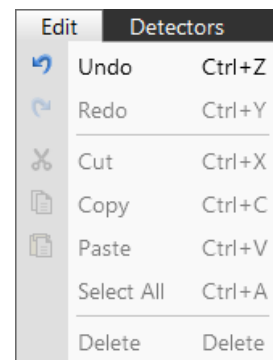 Edit Detectors
Undo Ctrl+Z
Redo Ctrl+Y
Cut Ctrl+X
Copy Ctrl+C
Paste Ctrl+V
Select All Ctrl+A
Delete Delete